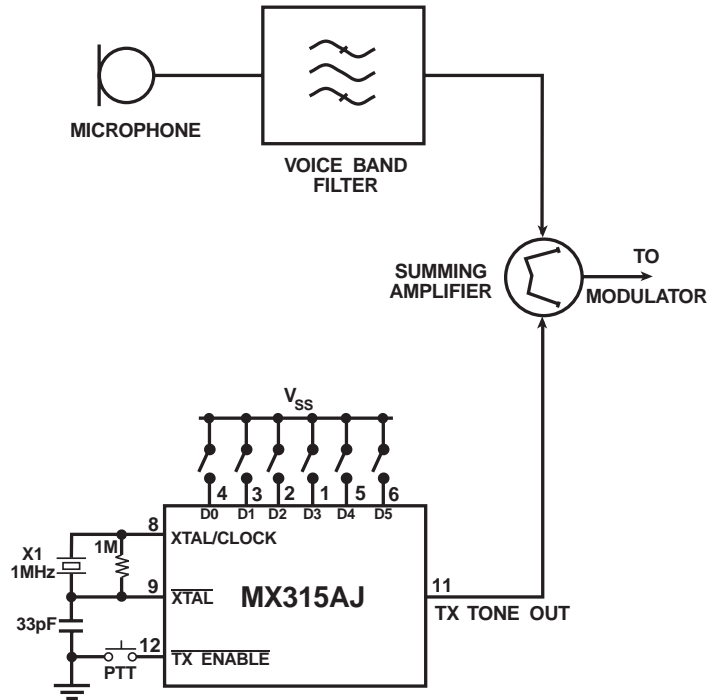 MICROPHONE
VOICE BAND
FILTER
SUMMING
AMPLIFIER
TO
MODULATOR
VSS
4 3 2 1 5 6
D0 D1 D2 D3 D4 D5
8
XTAL/CLOCK
X1
1MHz
1M
9
XTAL
MX315AJ
11
TX TONE OUT
33pF
12
PTT
TX ENABLE